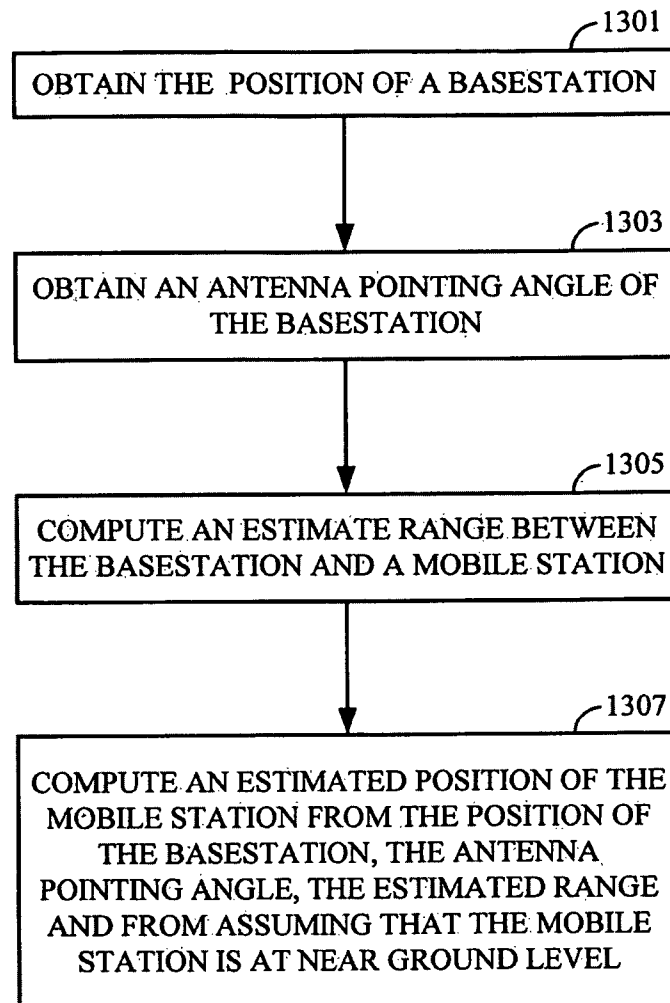 1301
OBTAIN THE POSITION OF A BASESTATION
1303
OBTAIN AN ANTENNA POINTING ANGLE OF
THE BASESTATION
1305
COMPUTE AN ESTIMATE RANGE BETWEEN
THE BASESTATION AND A MOBILE STATION
1307
COMPUTE AN ESTIMATED POSITION OF THE
MOBILE STATION FROM THE POSITION OF
THE BASESTATION, THE ANTENNA
POINTING ANGLE, THE ESTIMATED RANGE
AND FROM ASSUMING THAT THE MOBILE
STATION IS AT NEAR GROUND LEVEL